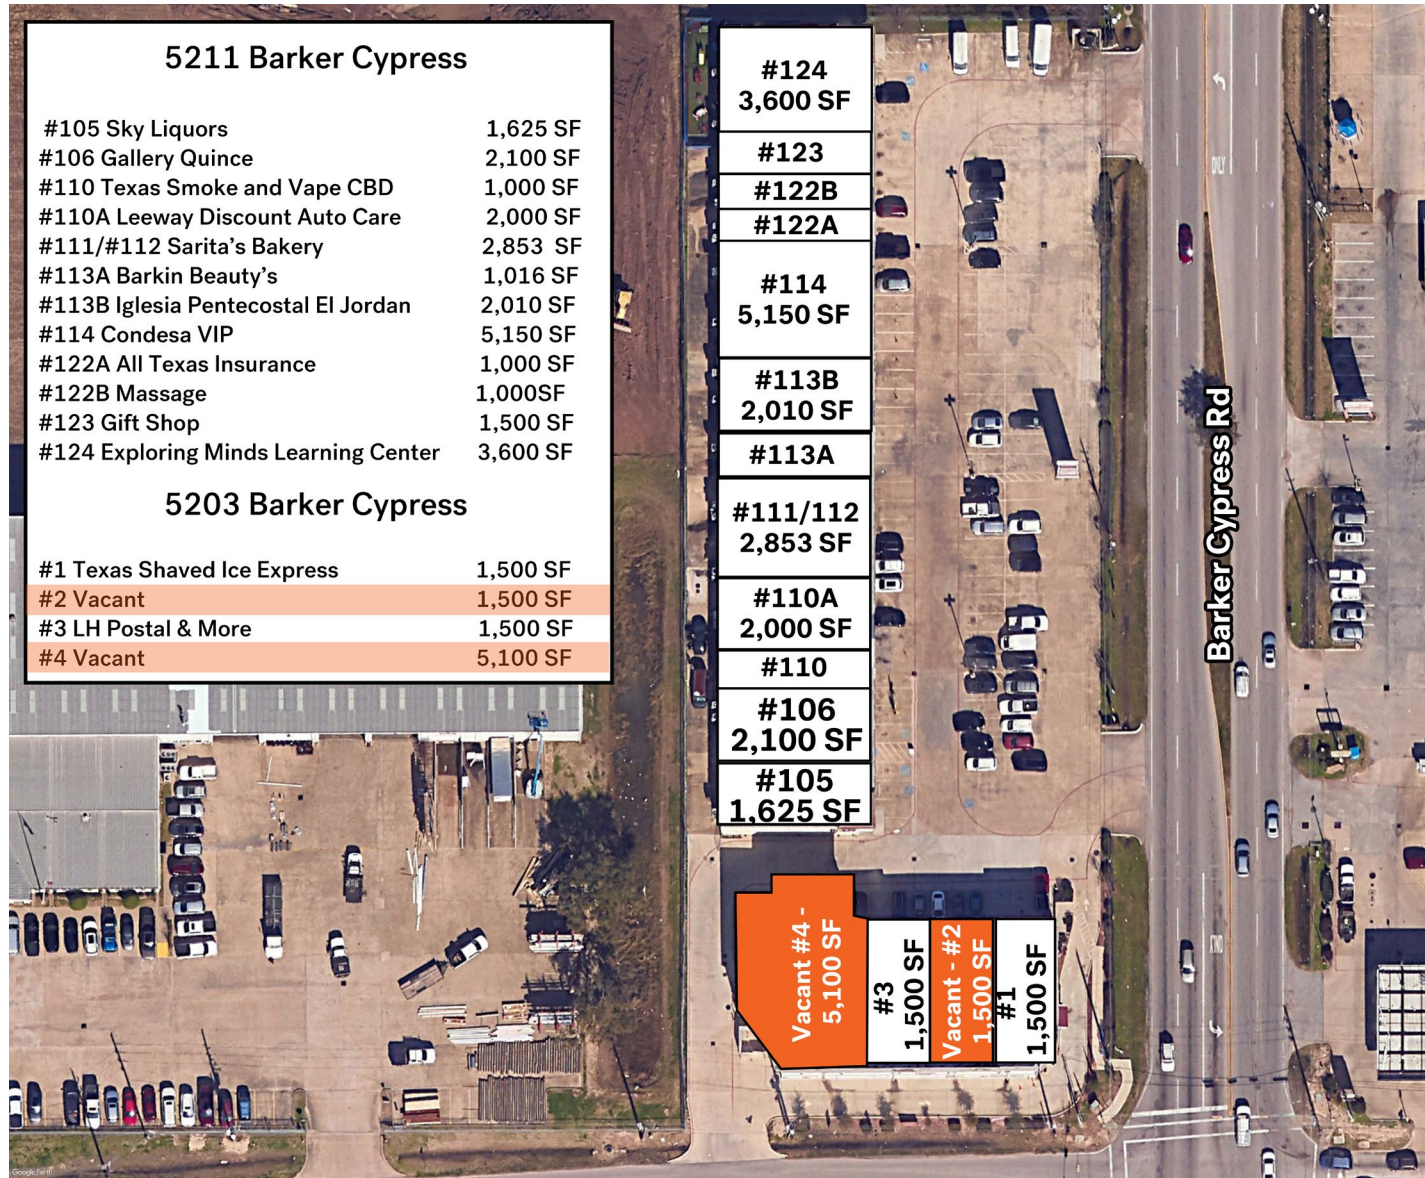 5211 Barker Cypress
#105 Sky Liquors 1,625 SF
#106 Gallery Quince 2,100 SF
#110 Texas Smoke and Vape CBD 1,000 SF
#110A Leeway Discount Auto Care 2,000 SF
#111/#112 Sarita's Bakery 2,853 SF
#113A Barkin Beauty's 1,016 SF
#113B Iglesia Pentecostal El Jordan 2,010 SF
#114 Condesa VIP 5,150 SF
#122A All Texas Insurance 1,000 SF
#122B Massage 1,000SF
#123 Gift Shop 1,500 SF
#124 Exploring Minds Learning Center 3,600 SF
5203 Barker Cypress
#1 Texas Shaved Ice Express 1,500 SF
#2 Vacant 1,500 SF
#3 LH Postal & More 1,500 SF
#4 Vacant 5,100 SF
#124
3,600 SF
#123
#122B
#122A
#114
5,150 SF
#113B
2,010 SF
#113A
#111/112
2,853 SF
#110A
2,000 SF
#110
#106
2,100 SF
#105
1,625 SF
Vacant #4 -
5,100 SF
#3
1,500 SF
Vacant - #2
1,500 SF
#1
1,500 SF
Barker Cypress Rd
ONLY
ONLY
Google Earth